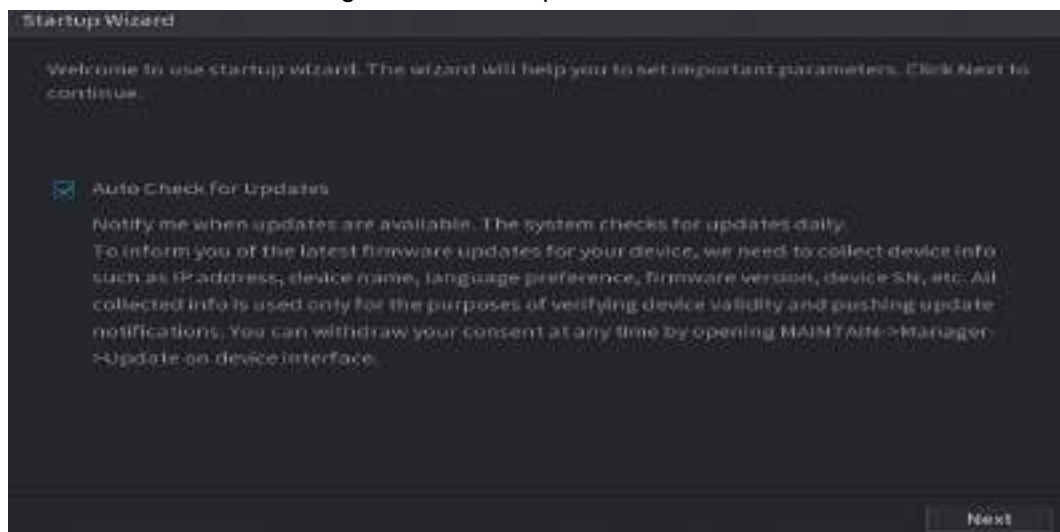 Startup Wizard
Welcome to use startup wizard. The wizard will help you to set important parameters. Click Next to
continue.
Auto Check for Updates
Notify me when updates are available. The system checks for updates daily.
To inform you of the latest firmware updates for your device, we need to collect device info
such as IP address, device name, language preference, firmware version, device SN, etc. All
collected info is used only for the purposes of verifying device validity and pushing update
notifications. You can withdraw your consent at any time by opening MAINTAIN->Manager-
>Update on device interface.
Next